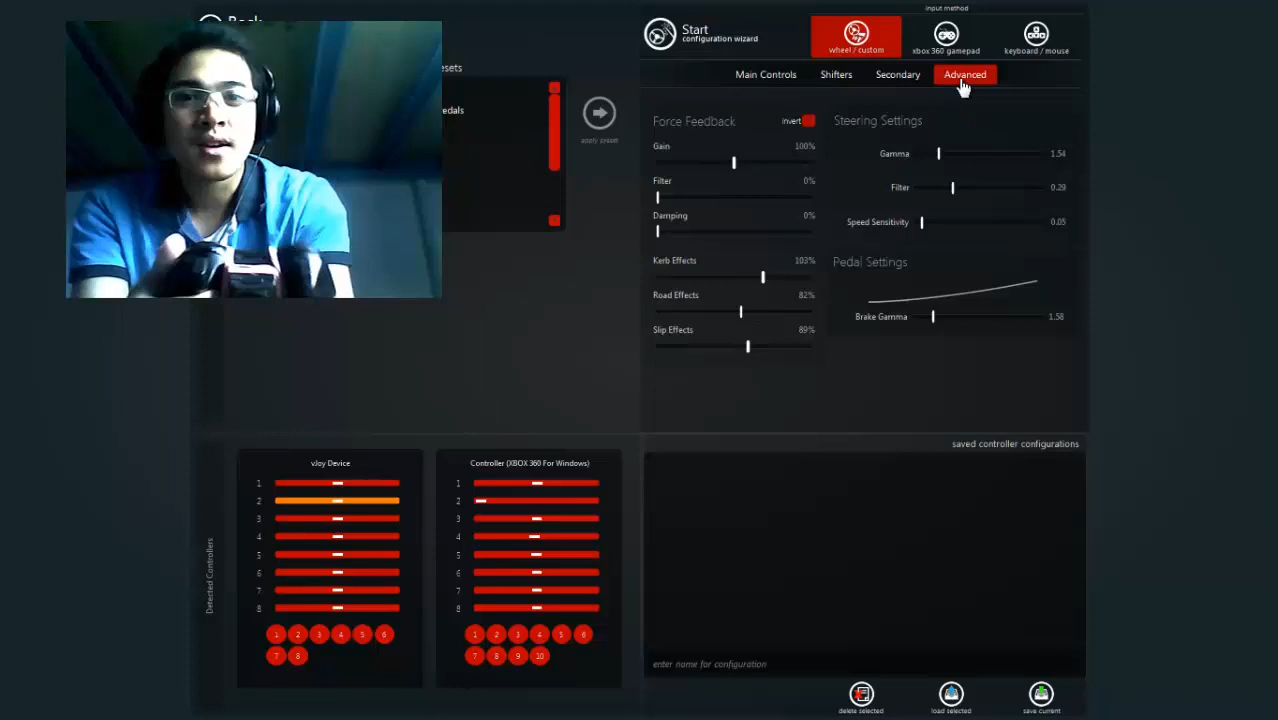 Back
esets
edals
apply preset
Input method
Start
configuration wizard
wheel / custom
xbox 360 gamepad
keyboard / mouse
Main Controls
Shifters
Secondary
Advanced
Force Feedback
invert
Gain
100%
Filter
0%
Damping
0%
Kerb Effects
103%
Road Effects
82%
Slip Effects
89%
Steering Settings
Gamma
1.54
Filter
0.29
Speed Sensitivity
0.05
Pedal Settings
Brake Gamma
1.58
Detected Controllers
vJoy Device
1
2
3
4
5
6
7
8
1 2 3 4 5 6
7 8
Controller (XBOX 360 For Windows)
1
2
3
4
5
6
7
8
1 2 3 4 5 6
7 8 9 10
saved controller configurations
enter name for configuration
delete selected
load selected
save current